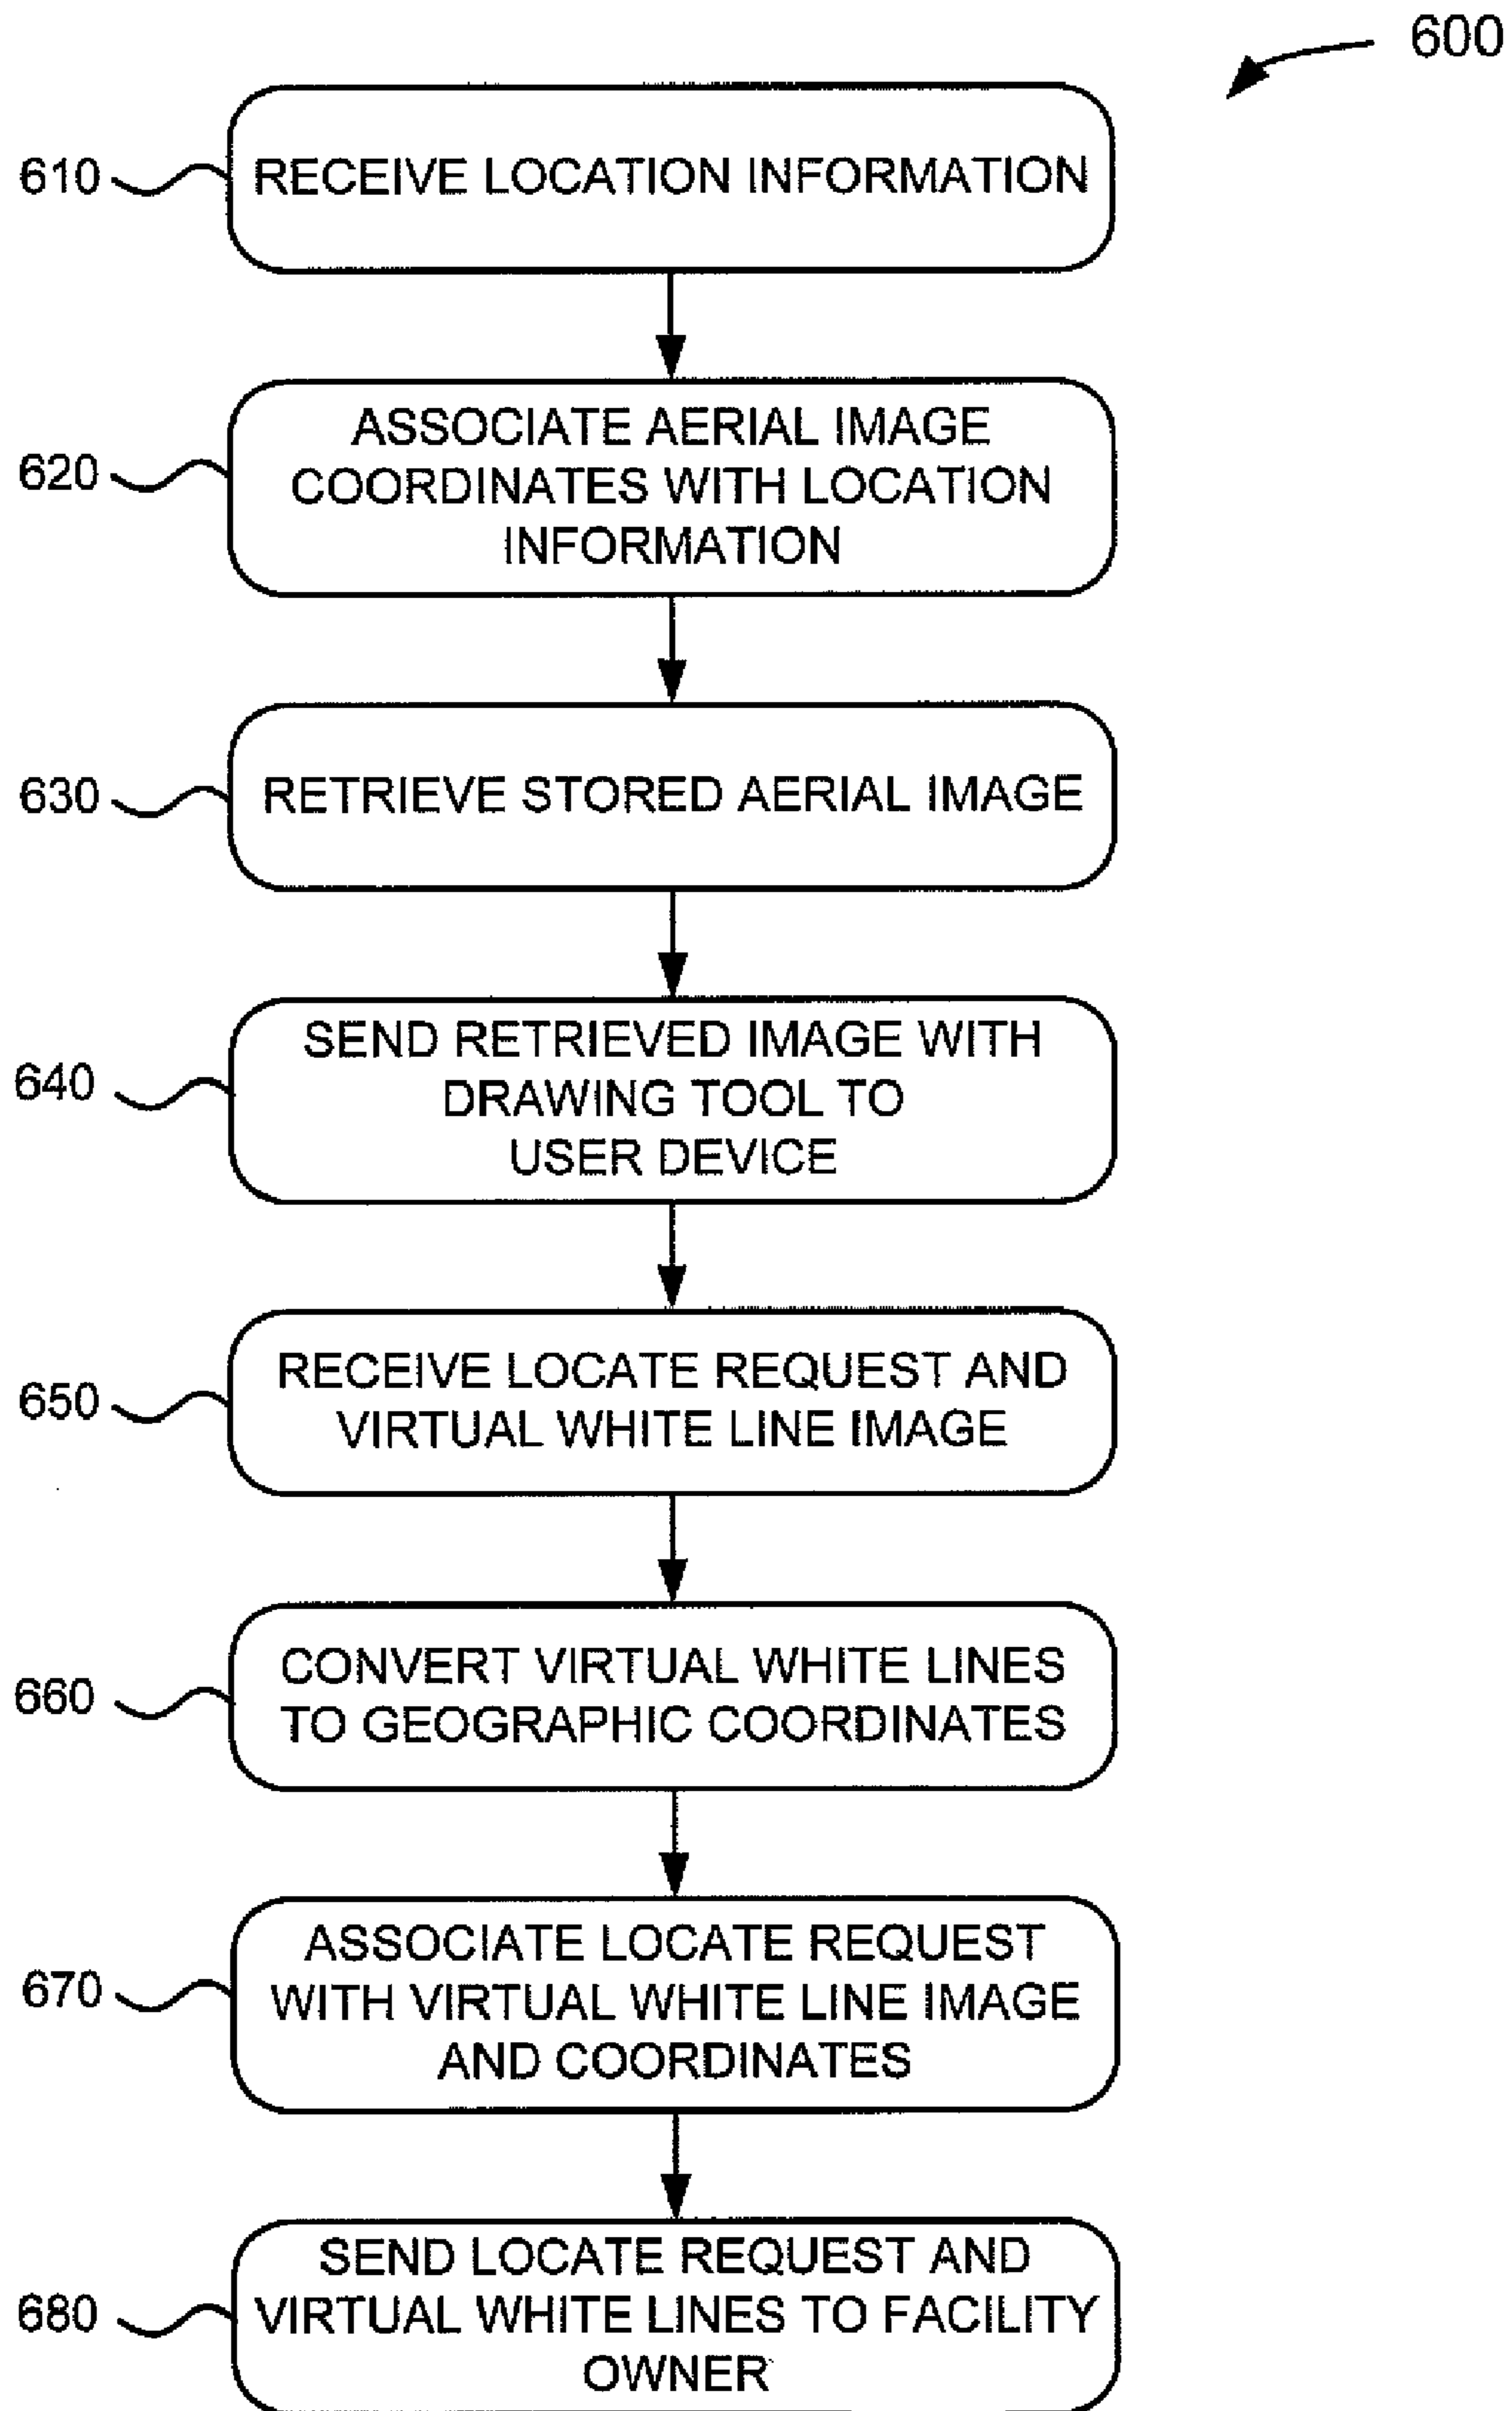 600
610
RECEIVE LOCATION INFORMATION
620
ASSOCIATE AERIAL IMAGE
COORDINATES WITH LOCATION
INFORMATION
630
RETRIEVE STORED AERIAL IMAGE
640
SEND RETRIEVED IMAGE WITH
DRAWING TOOL TO
USER DEVICE
650
RECEIVE LOCATE REQUEST AND
VIRTUAL WHITE LINE IMAGE
660
CONVERT VIRTUAL WHITE LINES
TO GEOGRAPHIC COORDINATES
670
ASSOCIATE LOCATE REQUEST
WITH VIRTUAL WHITE LINE IMAGE
AND COORDINATES
680
SEND LOCATE REQUEST AND
VIRTUAL WHITE LINES TO FACILITY
OWNER